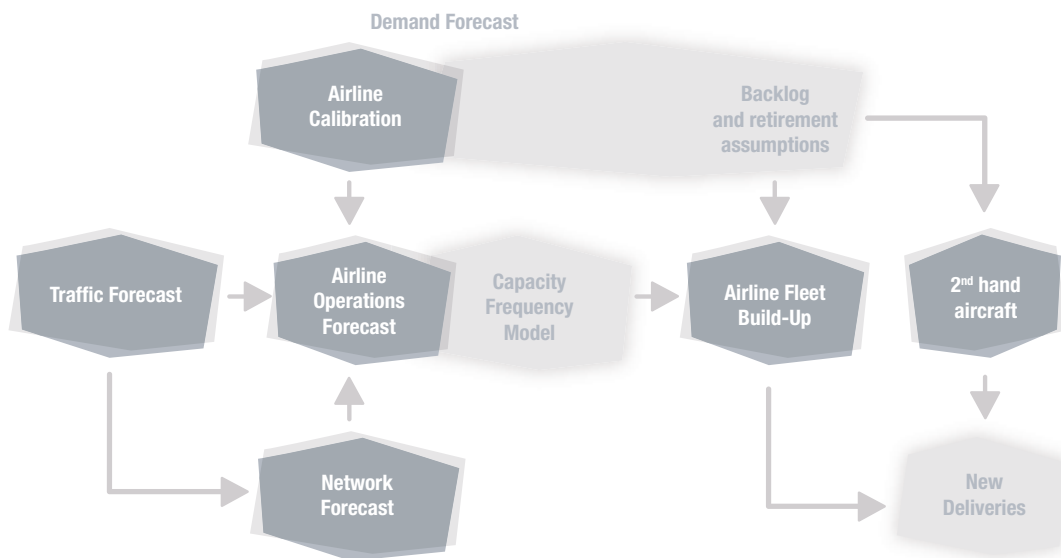 Demand Forecast
Airline
Calibration
Backlog
and retirement
assumptions
Traffic Forecast
Airline
Operations
Forecast
Capacity
Frequency
Model
Airline Fleet
Build-Up
2nd hand
aircraft
Network
Forecast
New
Deliveries